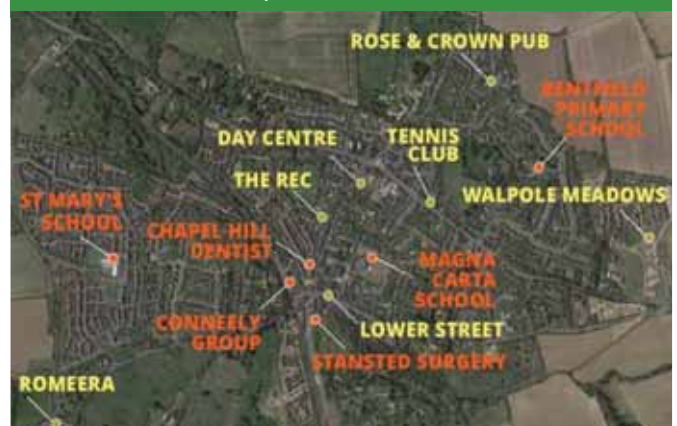 ROSE & CROWN PUB
BENTFIELD
PRIMARY
SCHOOL
DAY CENTRE
TENNIS
CLUB
THE REC
WALPOLE MEADOWS
ST MARY'S
SCHOOL
CHAPEL HILL
DENTIST
MAGNA
CARTA
SCHOOL
CONNEELY
GROUP
LOWER STREET
STANSTED SURGERY
ROMEERA